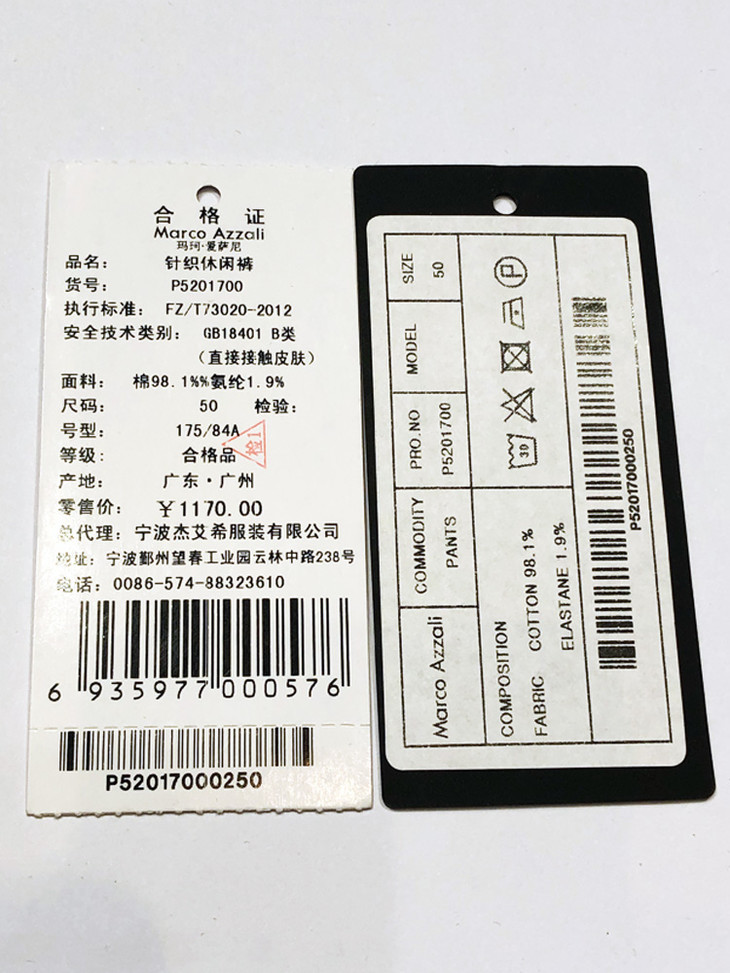 合格证
Marco Azzali
玛珂·爱萨尼
品名： 针织休闲裤
货号： P5201700
执行标准： FZ/T73020-2012
安全技术类别： GB18401 B类
（直接接触皮肤）
面料： 棉98.1%%氨纶1.9%
尺码： 50 检验：
号型： 175/84A
检1
等级： 合格品
产地： 广东·广州
零售价： ￥1170.00
总代理：宁波杰艾希服装有限公司
地址：宁波鄞州望春工业园云林中路238号
电话：0086-574-88323610
6 935977 000576
P52017000250
Marco Azzali
COMMODITY
PANTS
PRO.NO
P5201700
MODEL
SIZE
50
COMPOSITION
FABRIC COTTON 98.1%
ELASTANE 1.9%
30
P
P52017000250